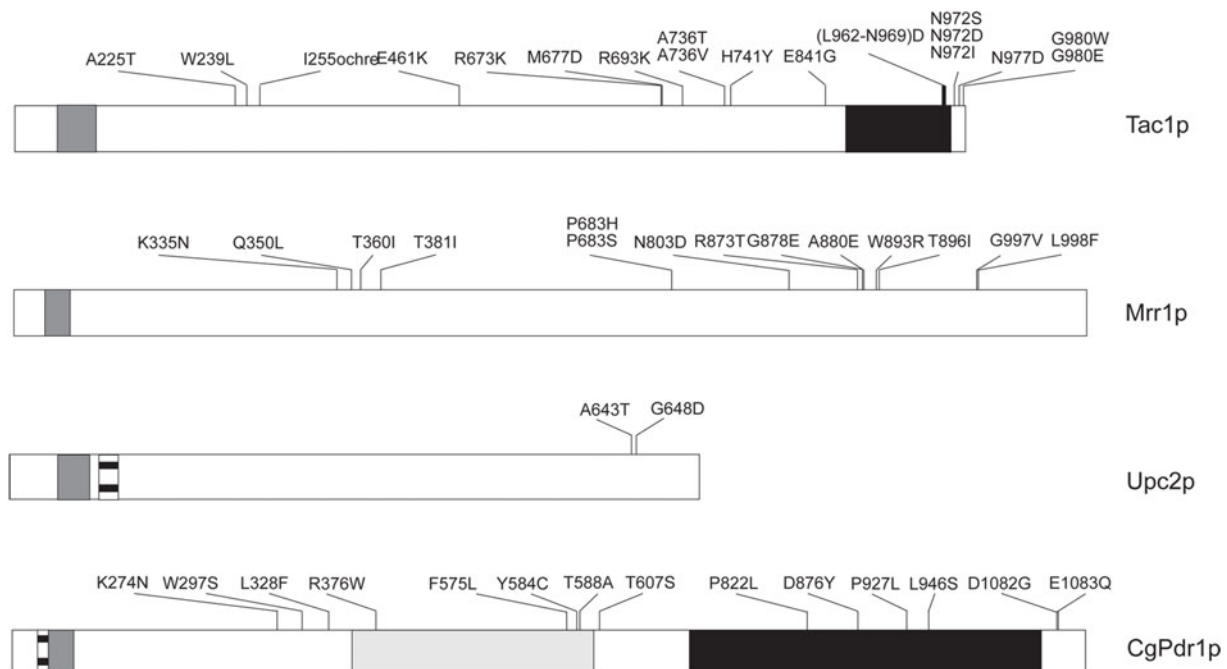 A225T W239L I255ochre E461K R673K M677D R693K A736T
A736V H741Y E841G (L962-N969)D N972S
N972D
N972I N977D G980W
G980E
Tac1p
K335N Q350L T360I T381I P683H
P683S N803D R873T G878E A880E W893R T896I G997V L998F
Mrr1p
A643T G648D
Upc2p
K274N W297S L328F R376W F575L Y584C T588A T607S P822L D876Y P927L L946S D1082G E1083Q
CgPdr1p